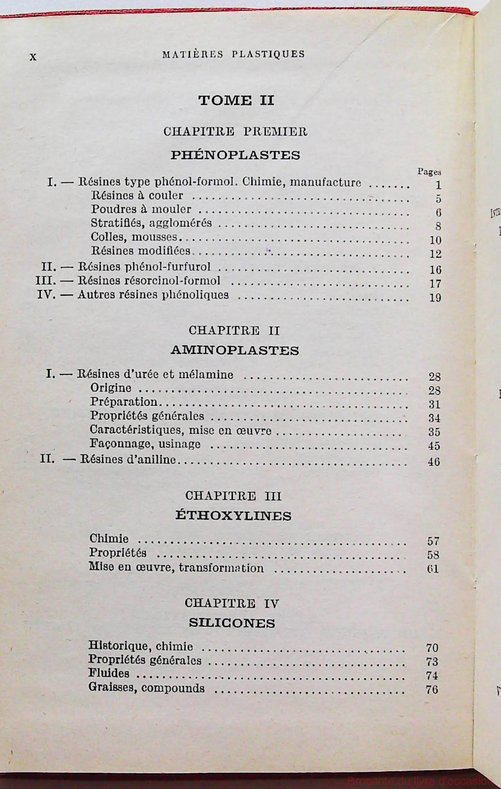 X MATIÈRES PLASTIQUES
TOME II
CHAPITRE PREMIER
PHÉNOPLASTES
Pages
I. — Résines type phénol-formol. Chimie, manufacture ....... 1
Résines à couler ................................ 5
Poudres à mouler ............................... 6
Stratifiés, agglomérés ............................ 8
Colles, mousses................................... 10
Résines modifiées................................. 12
II. — Résines phénol-furfurol ............................ 16
III. — Résines résorcinol-formol .......................... 17
IV. — Autres résines phénoliques ......................... 19
CHAPITRE II
AMINOPLASTES
I. — Résines d'urée et mélamine ........................ 28
Origine ........................................ 28
Préparation..................................... 31
Propriétés générales ............................. 34
Caractéristiques, mise en œuvre .................... 35
Façonnage, usinage .............................. 45
II. — Résines d'aniline.................................. 46
CHAPITRE III
ÉTHOXYLINES
Chimie ........................................ 57
Propriétés ...................................... 58
Mise en œuvre, transformation ..................... 61
CHAPITRE IV
SILICONES
Historique, chimie ............................... 70
Propriétés générales .............................. 73
Fluides ......................................... 74
Graisses, compounds ............................. 76